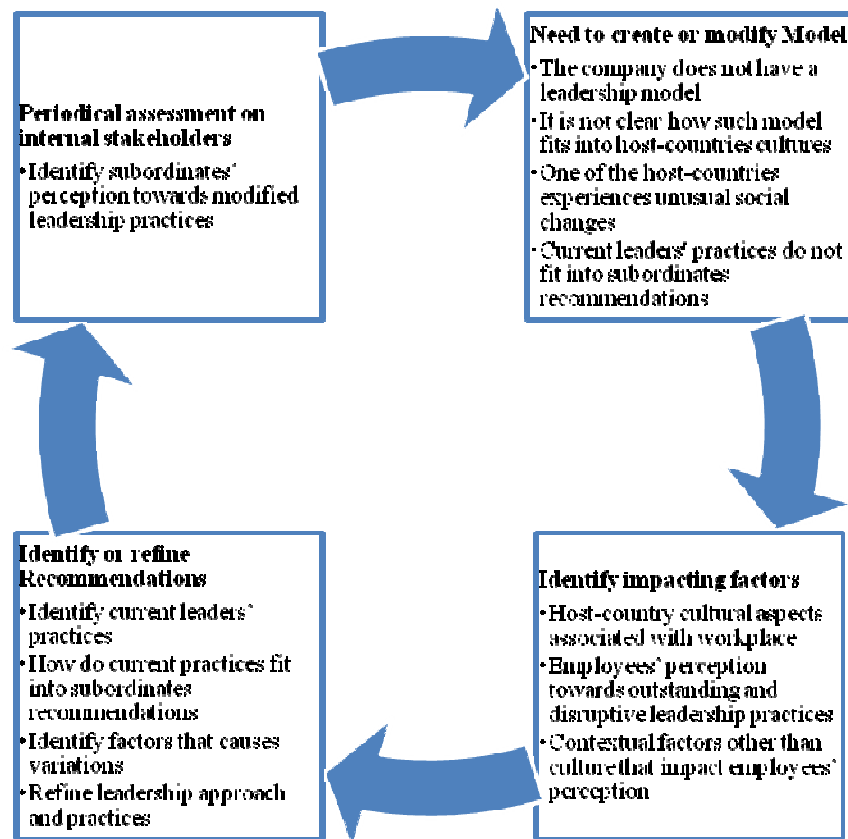 Periodical assessment on
internal stakeholders
•Identify subordinates'
perception towards modified
leadership practices
Need to create or modify Model
•The company does not have a
leadership model
•It is not clear how such model
fits into host-countries cultures
•One of the host-countries
experiences unusual social
changes
•Current leaders' practices do not
fit into subordinates
recommendations
Identify or refine
Recommendations
•Identify current leaders'
practices
•How do current practices fit
into subordinates
recommendations
•Identify factors that causes
variations
•Refine leadership approach
and practices
Identify impacting factors
•Host-country cultural aspects
associated with workplace
•Employees' perception
towards outstanding and
disruptive leadership practices
•Contextual factors other than
culture that impact employees'
perception